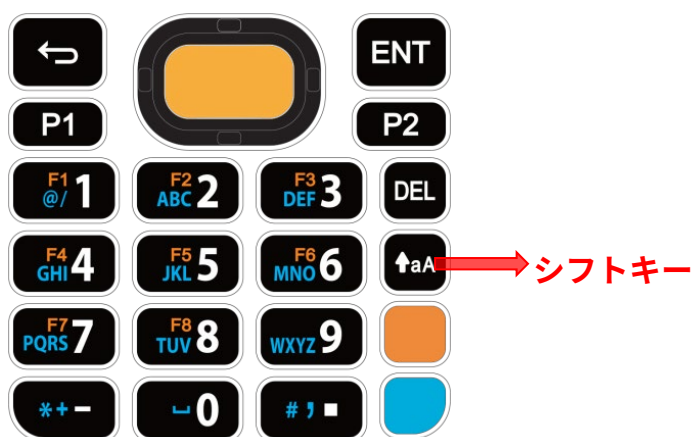 ENT
P1 P2
F1 @/ 1 F2 ABC 2 F3 DEF 3 DEL
F4 GHI 4 F5 JKL 5 F6 MNO 6 aA シフトキー
F7 PQRS 7 F8 TUV 8 WXYZ 9
*+- ⎵0 #,.